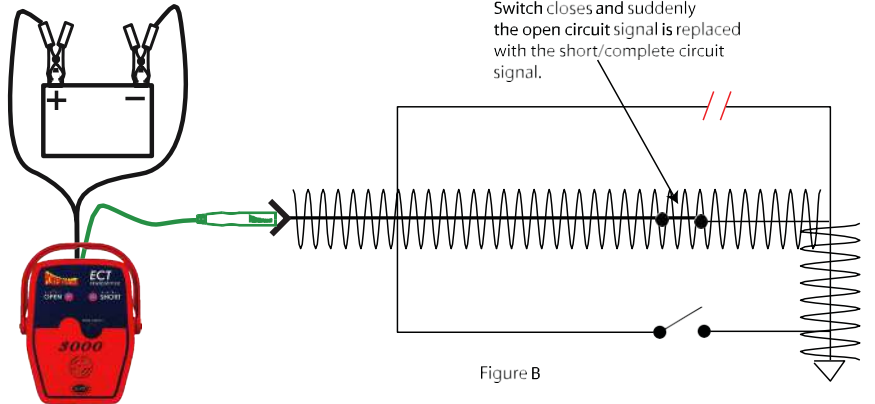 Switch closes and suddenly
the open circuit signal is replaced
with the short/complete circuit
signal.
+ −
ECT
OPEN SHORT
3000
Figure B